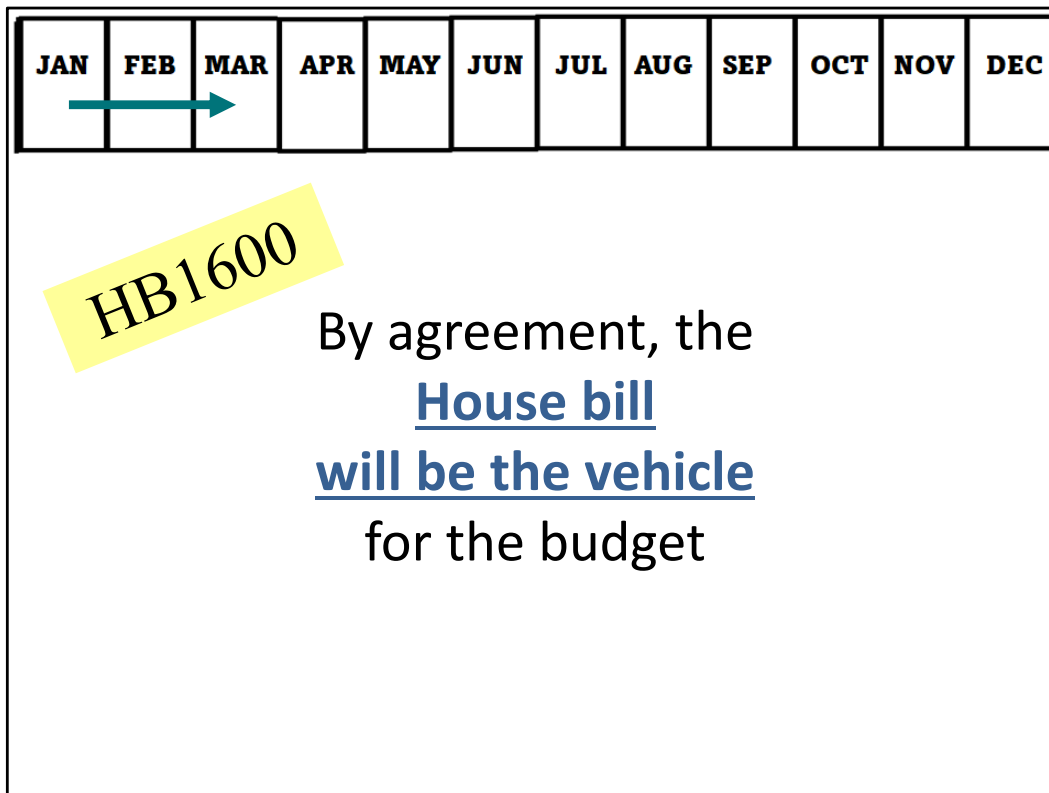 JAN FEB MAR APR MAY JUN JUL AUG SEP OCT NOV DEC
HB1600
By agreement, the
House bill
will be the vehicle
for the budget